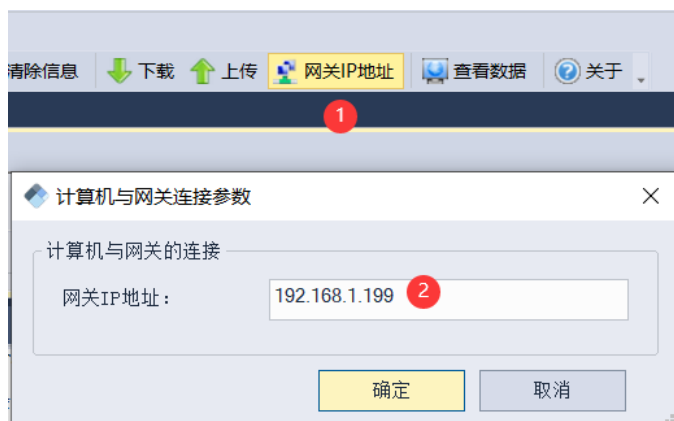 清除信息 下载 上传 网关IP地址 查看数据 关于
1
计算机与网关连接参数
计算机与网关的连接
网关IP地址： 192.168.1.199 2
确定 取消